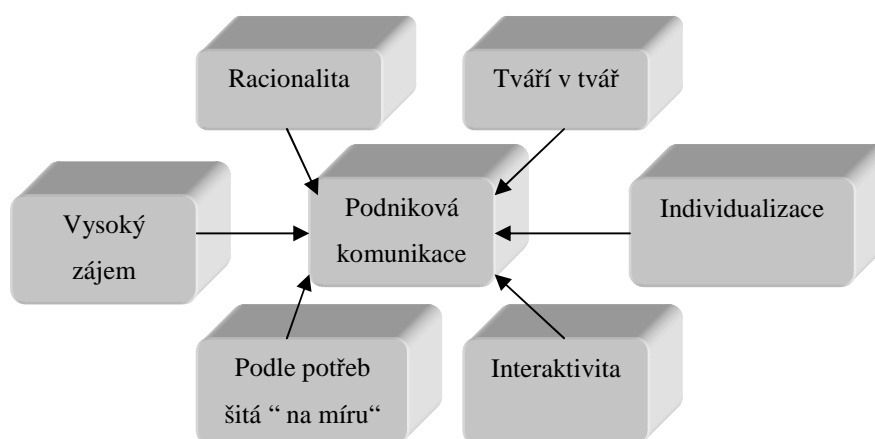 Racionalita
Tváří v tvář
Vysoký
zájem
Podniková
komunikace
Individualizace
Podle potřeb
šitá “ na míru“
Interaktivita